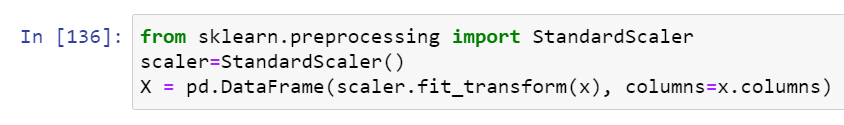 In [136]: from sklearn.preprocessing import StandardScaler
scaler=StandardScaler()
X = pd.DataFrame(scaler.fit_transform(x), columns=x.columns)